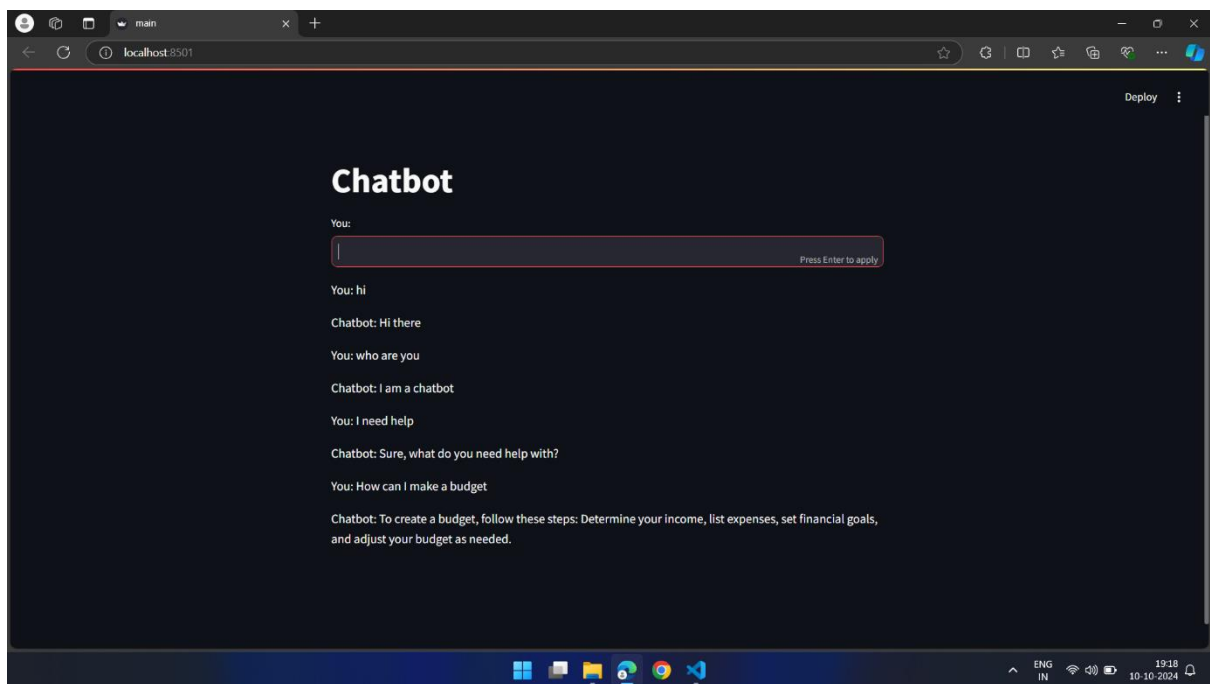 main
localhost:8501
Deploy
Chatbot
You:
Press Enter to apply
You: hi
Chatbot: Hi there
You: who are you
Chatbot: I am a chatbot
You: I need help
Chatbot: Sure, what do you need help with?
You: How can I make a budget
Chatbot: To create a budget, follow these steps: Determine your income, list expenses, set financial goals,
and adjust your budget as needed.
ENG
IN
19:18
10-10-2024